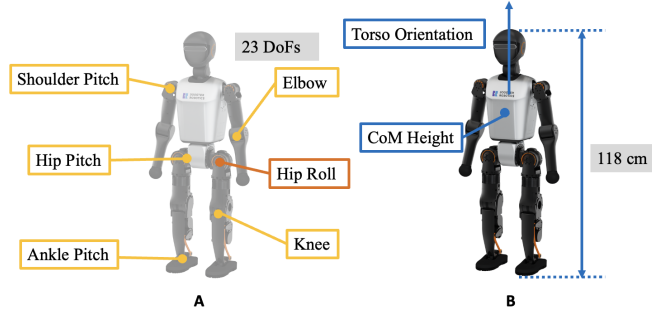 23 DoFs
Torso Orientation
Shoulder Pitch
Elbow
CoM Height
Hip Pitch
Hip Roll
118 cm
Ankle Pitch
Knee
A
B